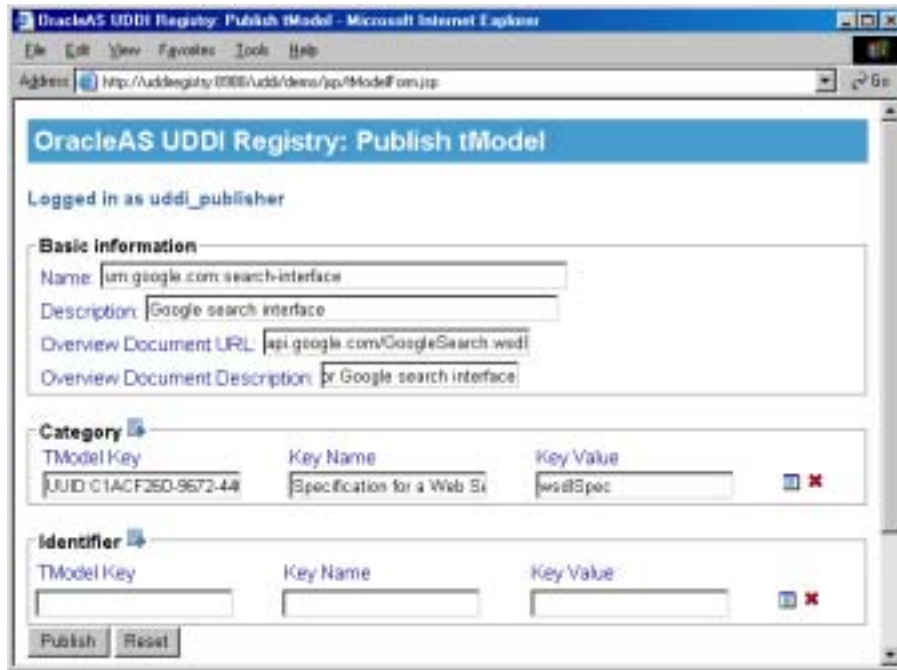 OracleAS UDDI Registry: Publish tModel - Microsoft Internet Explorer
File Edit View Favorites Tools Help
Address http://uddiregistry:8988/uddi/demo/jsp/tModelForm.jsp Go
OracleAS UDDI Registry: Publish tModel
Logged in as uddi_publisher
Basic information
Name: urn:google.com:search-interface
Description: Google search interface
Overview Document URL: api.google.com/GoogleSearch.wsdl
Overview Document Description: or Google search interface
Category
TModel Key Key Name Key Value
UUID:C1ACF26D-9672-44 Specification for a Web Se wsdlSpec
Identifier
TModel Key Key Name Key Value
Publish Reset